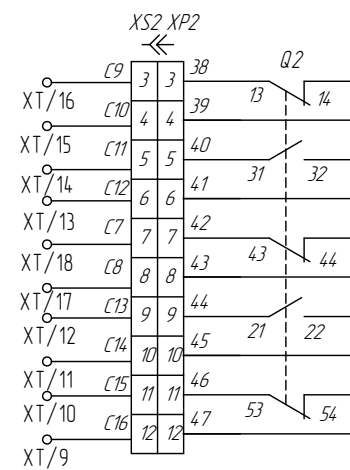 XS2 XP2
C9 3 3 38 Q2
XT/16 13 14
C10 4 4 39
XT/15
C11 5 5 40
XT/14 31 32
C12 6 6 41
XT/13
C7 7 7 42
XT/18 43 44
C8 8 8 43
XT/17
C13 9 9 44
XT/12 21 22
C14 10 10 45
XT/11
C15 11 11 46
XT/10 53 54
C16 12 12 47
XT/9